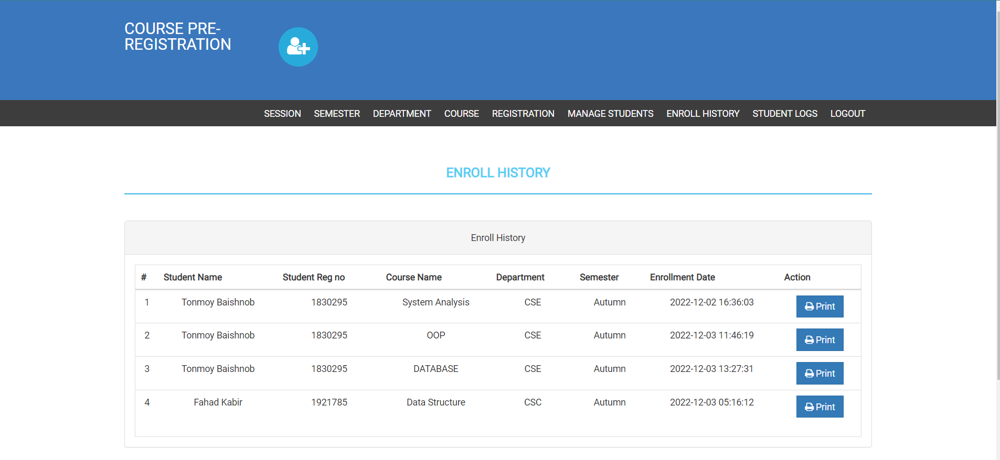 COURSE PRE-
REGISTRATION
SESSION SEMESTER DEPARTMENT COURSE REGISTRATION MANAGE STUDENTS ENROLL HISTORY STUDENT LOGS LOGOUT
ENROLL HISTORY
Enroll History
# Student Name Student Reg no Course Name Department Semester Enrollment Date Action
1 Tonmoy Baishnob 1830295 System Analysis CSE Autumn 2022-12-02 16:36:03 Print
2 Tonmoy Baishnob 1830295 OOP CSE Autumn 2022-12-03 11:46:19 Print
3 Tonmoy Baishnob 1830295 DATABASE CSE Autumn 2022-12-03 13:27:31 Print
4 Fahad Kabir 1921785 Data Structure CSC Autumn 2022-12-03 05:16:12 Print